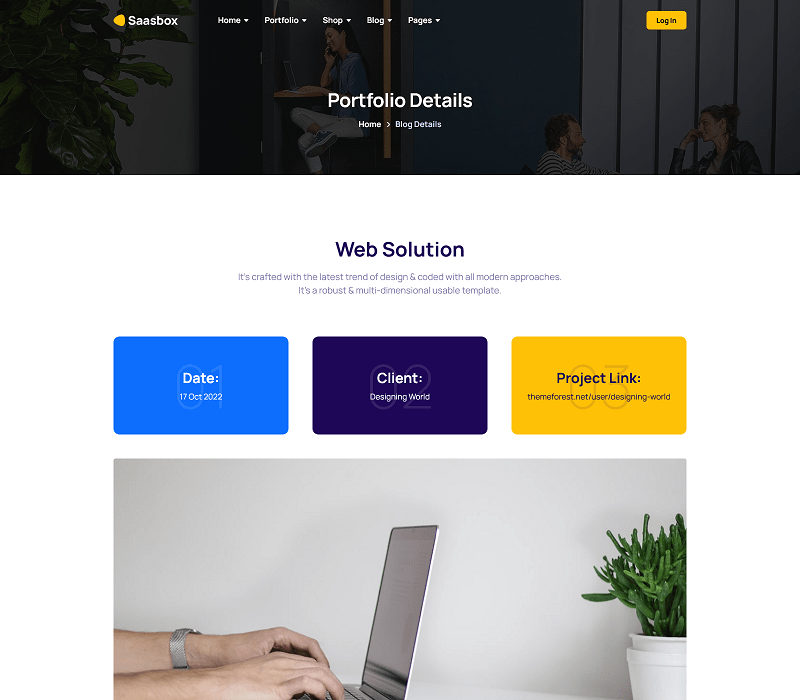 Saasbox Home Portfolio Shop Blog Pages Log In
Portfolio Details
Home > Blog Details
Web Solution
It's crafted with the latest trend of design & coded with all modern approaches.
It's a robust & multi-dimensional usable template.
01
Date:
17 Oct 2022
02
Client:
Designing World
03
Project Link:
themeforest.net/user/designing-world